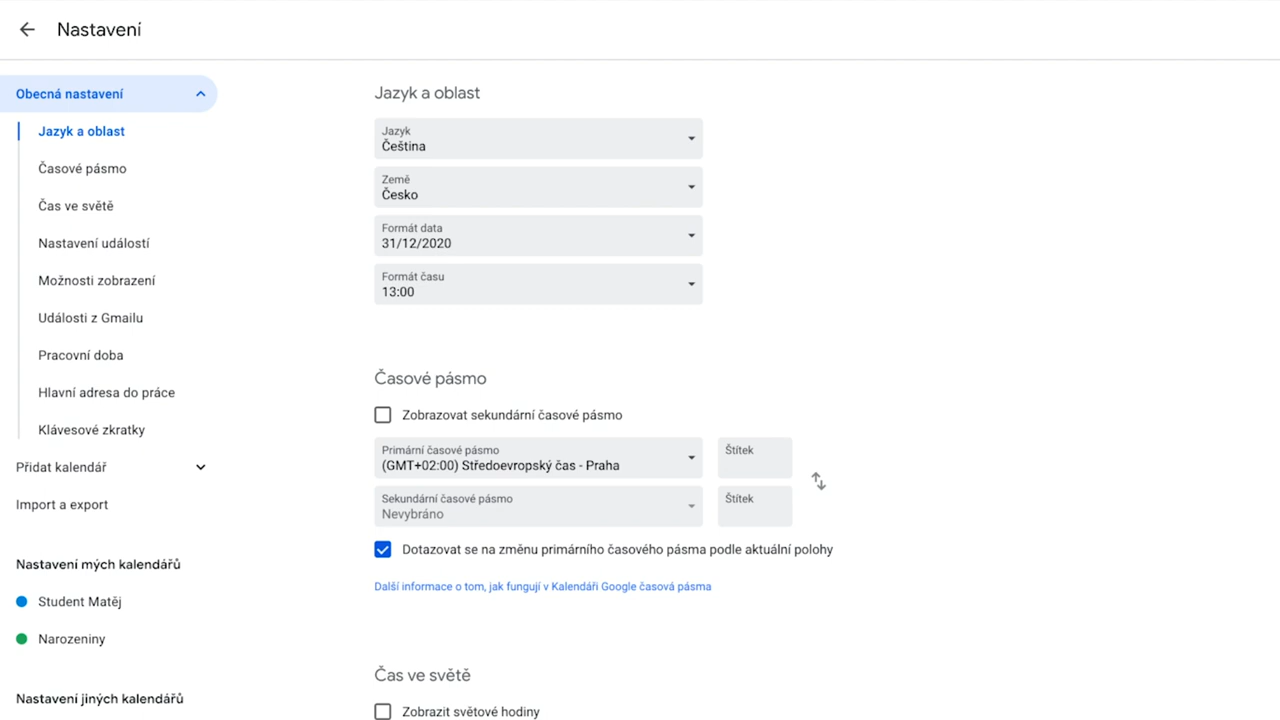 Nastavení
Obecná nastavení
Jazyk a oblast
Časové pásmo
Čas ve světě
Nastavení událostí
Možnosti zobrazení
Události z Gmailu
Pracovní doba
Hlavní adresa do práce
Klávesové zkratky
Přidat kalendář
Import a export
Nastavení mých kalendářů
Student Matěj
Narozeniny
Nastavení jiných kalendářů
Jazyk a oblast
Jazyk
Čeština
Země
Česko
Formát data
31/12/2020
Formát času
13:00
Časové pásmo
Zobrazovat sekundární časové pásmo
Primární časové pásmo
(GMT+02:00) Středoevropský čas - Praha
Štítek
Sekundární časové pásmo
Nevybráno
Štítek
Dotazovat se na změnu primárního časového pásma podle aktuální polohy
Další informace o tom, jak fungují v Kalendáři Google časová pásma
Čas ve světě
Zobrazit světové hodiny